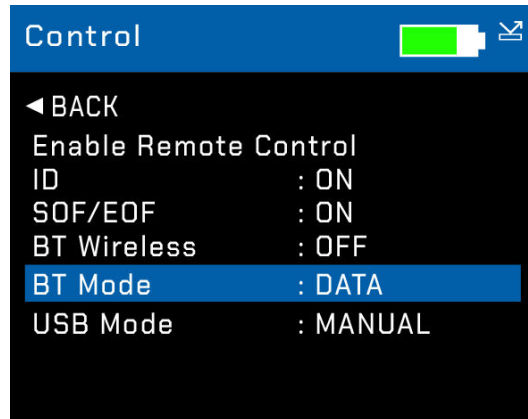 Control
◄BACK
Enable Remote Control
ID : ON
SOF/EOF : ON
BT Wireless : OFF
BT Mode : DATA
USB Mode : MANUAL